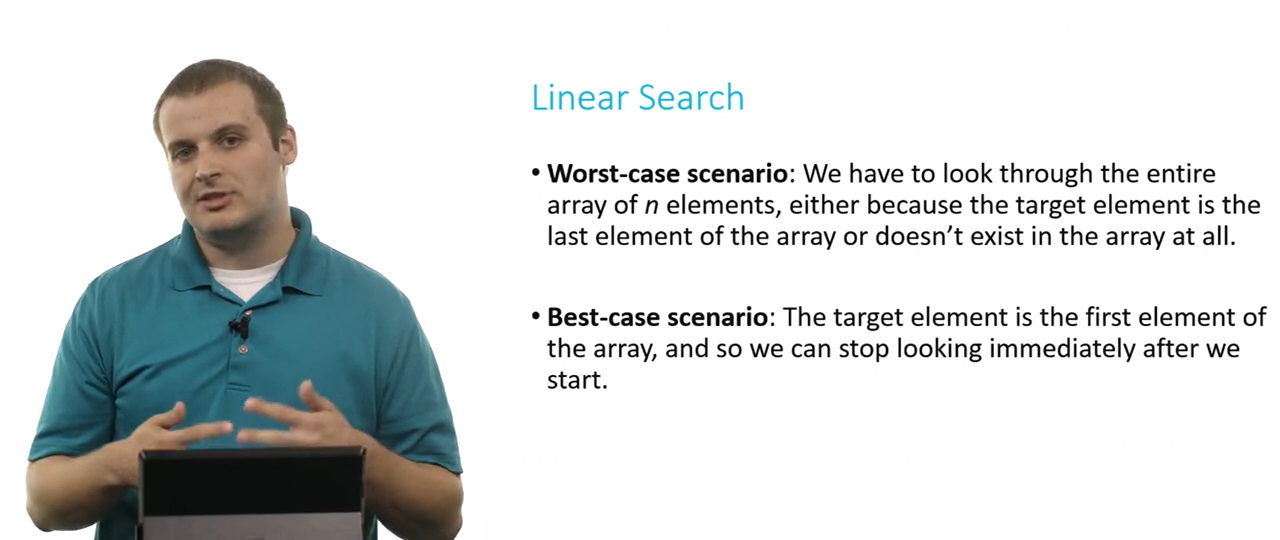 Linear Search
• Worst-case scenario: We have to look through the entire
array of n elements, either because the target element is the
last element of the array or doesn’t exist in the array at all.
• Best-case scenario: The target element is the first element of
the array, and so we can stop looking immediately after we
start.